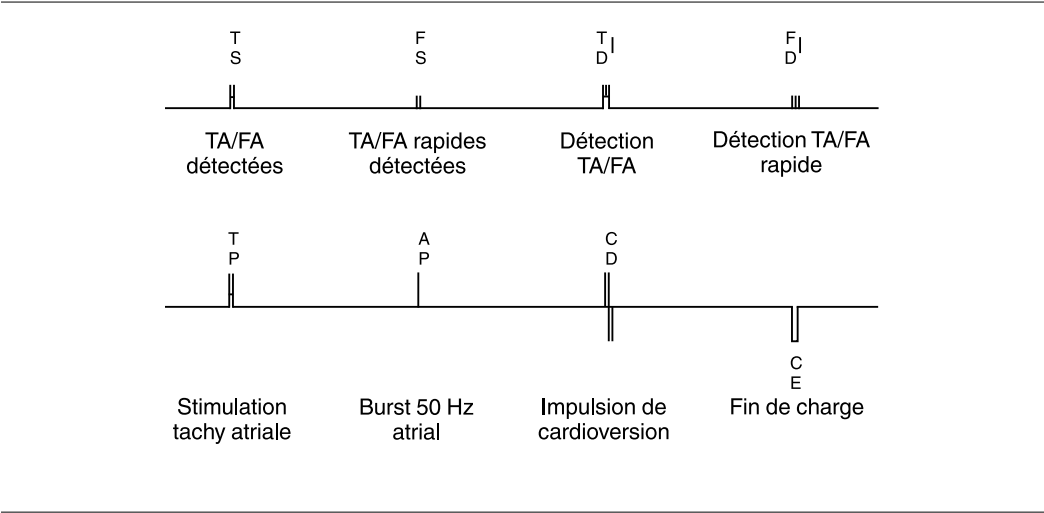 T F T F
S S D D
TA/FA TA/FA rapides Détection Détection TA/FA
détectées détectées TA/FA rapide
T A C
P P D
C
E
Stimulation Burst 50 Hz Impulsion de Fin de charge
tachy atriale atrial cardioversion